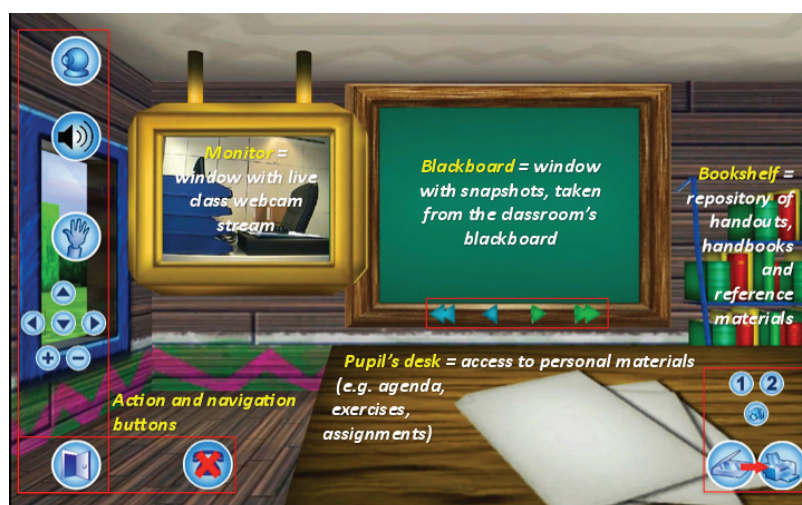 Monitor =
window with live
class webcam
stream
Blackboard = window
with snapshots, taken
from the classroom's
blackboard
Bookshelf =
repository of
handouts,
handbooks
and
reference
materials
Pupil's desk = access to personal materials
(e.g. agenda,
exercises,
assignments)
Action and navigation
buttons
1 2